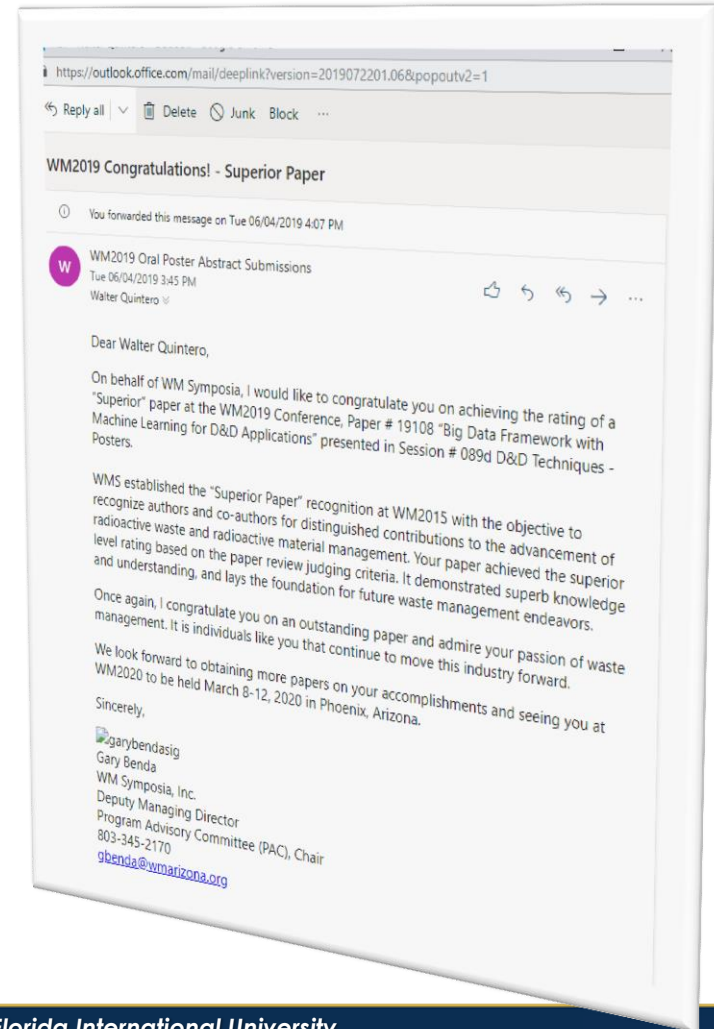 https://outlook.office.com/mail/deeplink?version=2019072201.06&popoutv2=1
Reply all Delete Junk Block ...
WM2019 Congratulations! - Superior Paper
You forwarded this message on Tue 06/04/2019 4:07 PM
W
WM2019 Oral Poster Abstract Submissions
Tue 06/04/2019 3:45 PM
Walter Quintero
Dear Walter Quintero,
On behalf of WM Symposia, I would like to congratulate you on achieving the rating of a
"Superior" paper at the WM2019 Conference, Paper # 19108 "Big Data Framework with
Machine Learning for D&D Applications" presented in Session # 089d D&D Techniques -
Posters.
WMS established the "Superior Paper" recognition at WM2015 with the objective to
recognize authors and co-authors for distinguished contributions to the advancement of
radioactive waste and radioactive material management. Your paper achieved the superior
level rating based on the paper review judging criteria. It demonstrated superb knowledge
and understanding, and lays the foundation for future waste management endeavors.
Once again, I congratulate you on an outstanding paper and admire your passion of waste
management. It is individuals like you that continue to move this industry forward.
We look forward to obtaining more papers on your accomplishments and seeing you at
WM2020 to be held March 8-12, 2020 in Phoenix, Arizona.
Sincerely,
garybendasig
Gary Benda
WM Symposia, Inc.
Deputy Managing Director
Program Advisory Committee (PAC), Chair
803-345-2170
gbenda@wmarizona.org
Florida International University